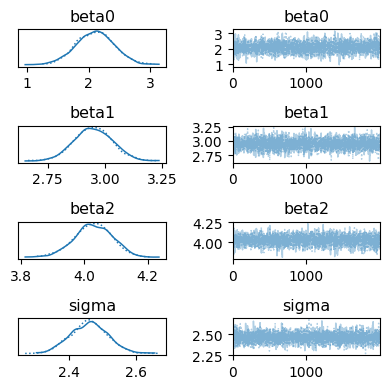 beta0 beta0
3
2
1
1 2 3 0 1000
beta1 beta1
3.25
3.00
2.75
2.75 3.00 3.25 0 1000
beta2 beta2
4.25
4.00
3.8 4.0 4.2 0 1000
sigma sigma
2.50
2.25
2.4 2.6 0 1000